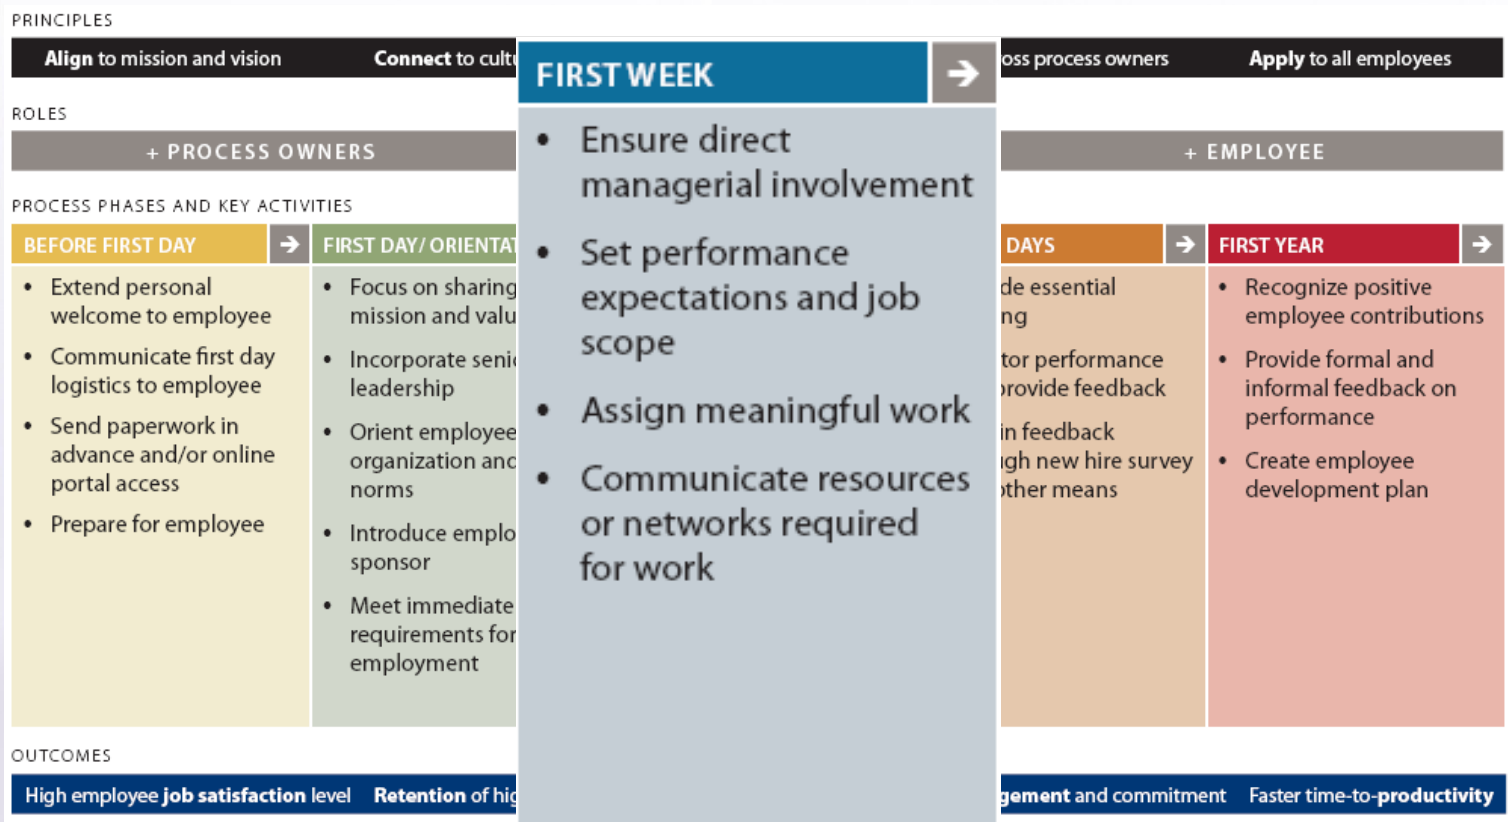 PRINCIPLES
Align to mission and vision
Connect to cultu
oss process owners
Apply to all employees
ROLES
+ PROCESS OWNERS
+ EMPLOYEE
PROCESS PHASES AND KEY ACTIVITIES
BEFORE FIRST DAY →
• Extend personal
welcome to employee
• Communicate first day
logistics to employee
• Send paperwork in
advance and/or online
portal access
• Prepare for employee
FIRST DAY/ ORIENTAT
• Focus on sharing
mission and valu
• Incorporate seni
leadership
• Orient employee
organization and
norms
• Introduce emplo
sponsor
• Meet immediate
requirements for
employment
FIRST WEEK →
• Ensure direct
managerial involvement
• Set performance
expectations and job
scope
• Assign meaningful work
• Communicate resources
or networks required
for work
DAYS →
de essential
ng
tor performance
provide feedback
in feedback
gh new hire survey
other means
FIRST YEAR →
• Recognize positive
employee contributions
• Provide formal and
informal feedback on
performance
• Create employee
development plan
OUTCOMES
High employee job satisfaction level
Retention of hig
gement and commitment
Faster time-to-productivity